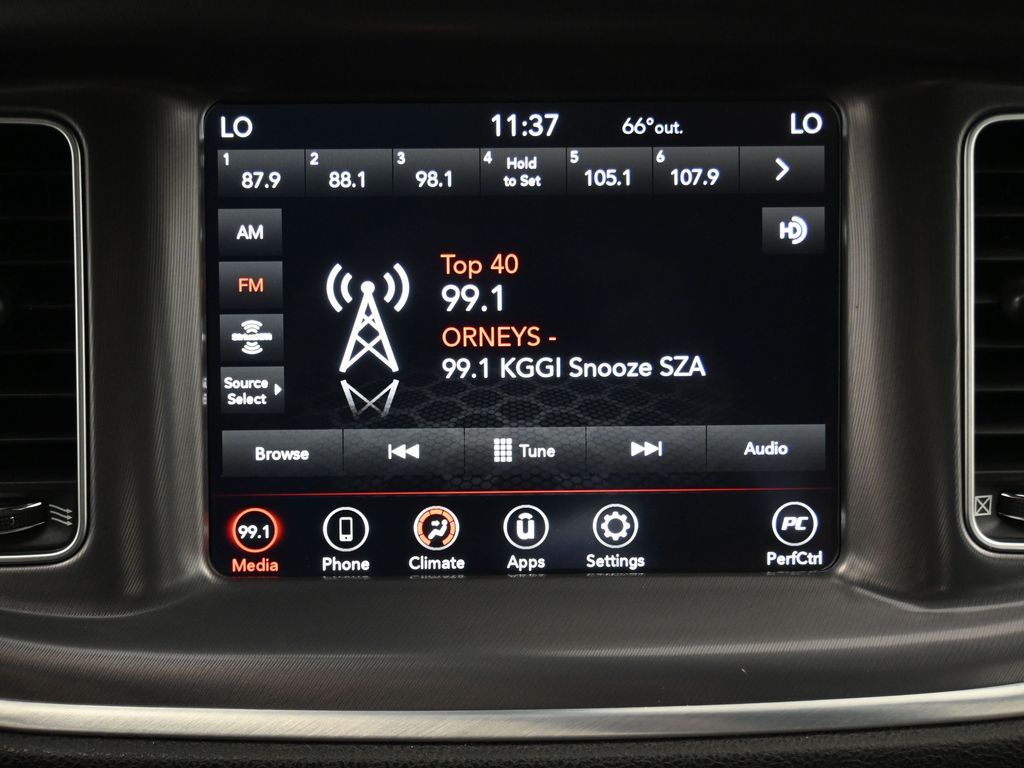 LO 11:37 66° out. LO
1 87.9
2 88.1
3 98.1
4 Hold to Set
5 105.1
6 107.9
AM
HD
FM
Top 40
99.1
ORNEYS -
99.1 KGGI Snooze SZA
SiriusXM
Source
Select
Browse Tune Audio
99.1 PC
Media Phone Climate Apps Settings PerfCtrl